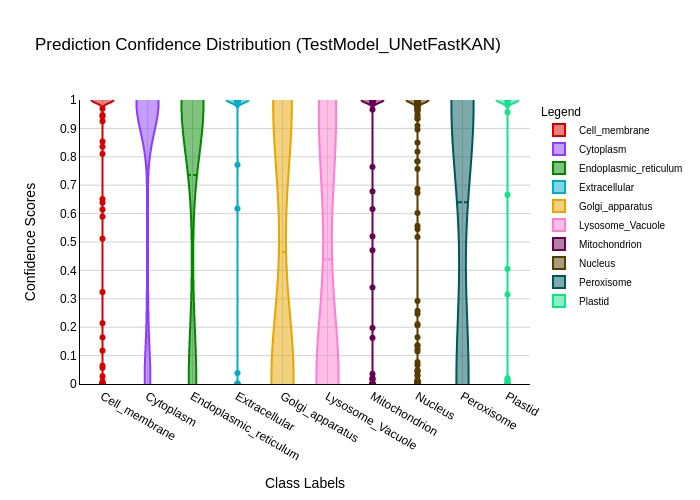 Prediction Confidence Distribution (TestModel_UNetFastKAN)
Legend
Cell_membrane
Cytoplasm
Endoplasmic_reticulum
Extracellular
Golgi_apparatus
Lysosome_Vacuole
Mitochondrion
Nucleus
Peroxisome
Plastid
Confidence Scores
1
0.9
0.8
0.7
0.6
0.5
0.4
0.3
0.2
0.1
0
Cell_membrane
Cytoplasm
Endoplasmic_reticulum
Extracellular
Golgi_apparatus
Lysosome_Vacuole
Mitochondrion
Nucleus
Peroxisome
Plastid
Class Labels